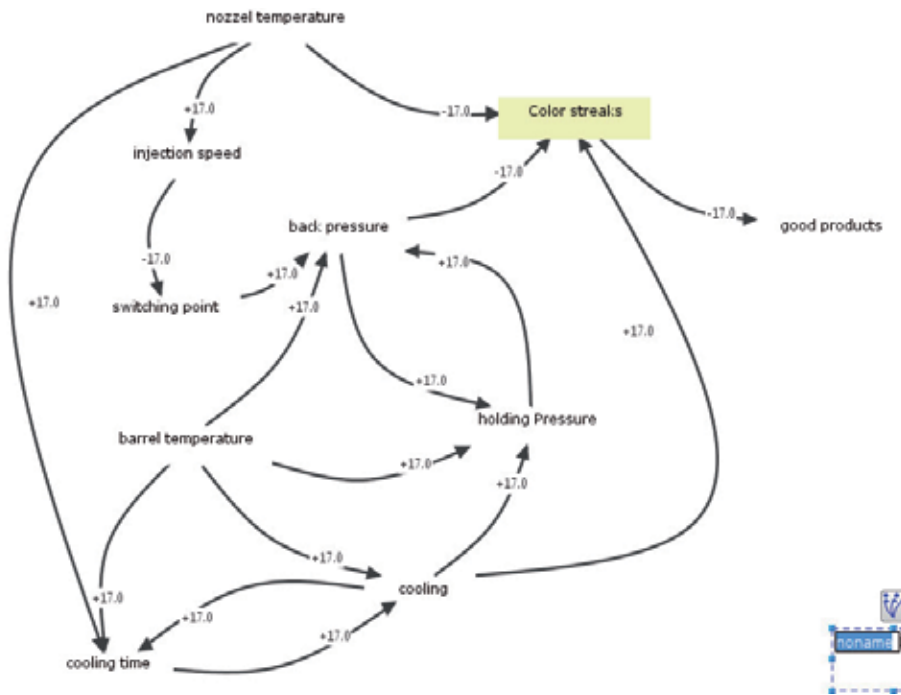 nozzel temperature
+17.0
-17.0
Color streaks
injection speed
-17.0
-17.0
good products
back pressure
-17.0
+17.0
+17.0
+17.0
switching point
+17.0
+17.0
+17.0
holding Pressure
barrel temperature
+17.0
+17.0
+17.0
cooling
+17.0
+17.0
+17.0
cooling time
noname